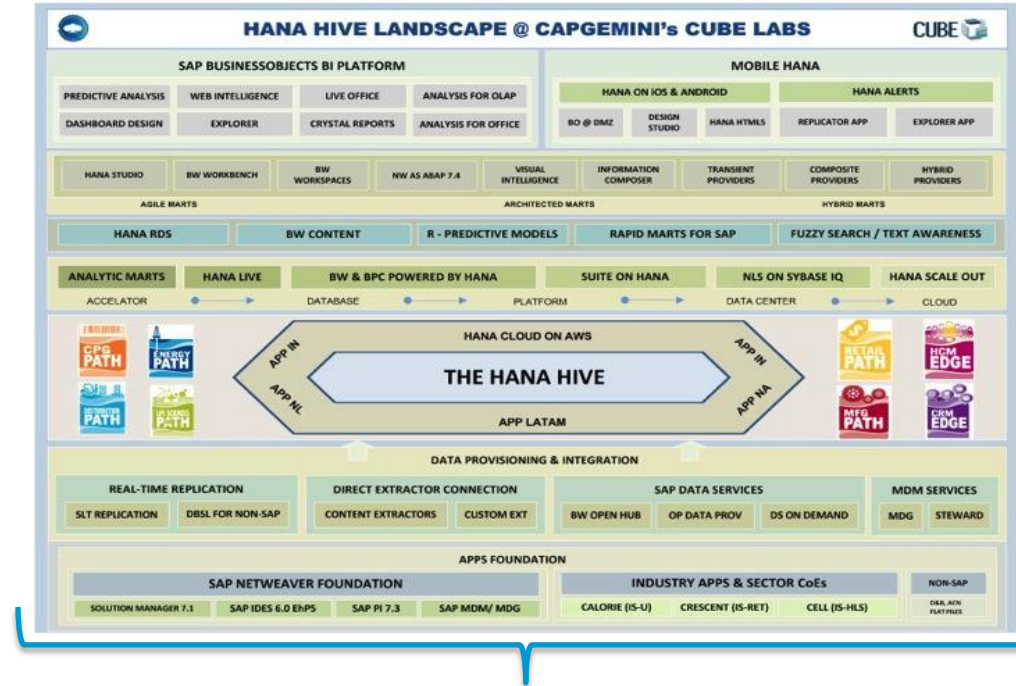 HANA HIVE LANDSCAPE @ CAPGEMINI's CUBE LABS
CUBE
SAP BUSINESSOBJECTS BI PLATFORM
PREDICTIVE ANALYSIS
WEB INTELLIGENCE
LIVE OFFICE
ANALYSIS FOR OLAP
DASHBOARD DESIGN
EXPLORER
CRYSTAL REPORTS
ANALYSIS FOR OFFICE
MOBILE HANA
HANA ON iOS & ANDROID
HANA ALERTS
BO @ DMZ
DESIGN
STUDIO
HANA HTML5
REPLICATOR APP
EXPLORER APP
HANA STUDIO
BW WORKBENCH
BW
WORKSPACES
NW AS ABAP 7.4
VISUAL
INTELLIGENCE
INFORMATION
COMPOSER
TRANSIENT
PROVIDERS
COMPOSITE
PROVIDERS
HYBRID
PROVIDERS
AGILE MARTS
ARCHITECTED MARTS
HYBRID MARTS
HANA RDS
BW CONTENT
R - PREDICTIVE MODELS
RAPID MARTS FOR SAP
FUZZY SEARCH / TEXT AWARENESS
ANALYTIC MARTS
HANA LIVE
BW & BPC POWERED BY HANA
SUITE ON HANA
NLS ON SYBASE IQ
HANA SCALE OUT
ACCELATOR
DATABASE
PLATFORM
DATA CENTER
CLOUD
CPG
PATH
ENERGY
PATH
DISTRIBUTION
PATH
PATH
HANA CLOUD ON AWS
APP IN
APP IN
THE HANA HIVE
APP NL
APP NA
APP LATAM
RETAIL
PATH
HCM
EDGE
MFG
PATH
CRM
EDGE
DATA PROVISIONING & INTEGRATION
REAL-TIME REPLICATION
SLT REPLICATION
DBSL FOR NON-SAP
DIRECT EXTRACTOR CONNECTION
CONTENT EXTRACTORS
CUSTOM EXT
SAP DATA SERVICES
BW OPEN HUB
OP DATA PROV
DS ON DEMAND
MDM SERVICES
MDG
STEWARD
APPS FOUNDATION
SAP NETWEAVER FOUNDATION
SOLUTION MANAGER 7.1
SAP IDES 6.0 EhP5
SAP PI 7.3
SAP MDM/ MDG
INDUSTRY APPS & SECTOR CoEs
CALORIE (IS-U)
CRESCENT (IS-RET)
CELL (IS-HLS)
NON-SAP
D&B, ACN
FLAT FILES